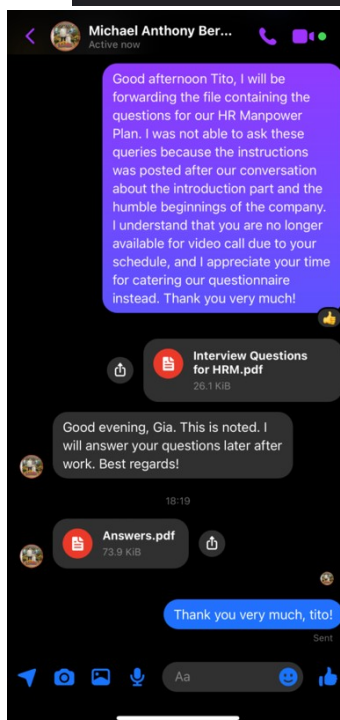 Michael Anthony Ber...
Active now
Good afternoon Tito, I will be
forwarding the file containing the
questions for our HR Manpower
Plan. I was not able to ask these
queries because the instructions
was posted after our conversation
about the introduction part and the
humble beginnings of the company.
I understand that you are no longer
available for video call due to your
schedule, and I appreciate your time
for catering our questionnaire
instead. Thank you very much!
Interview Questions
for HRM.pdf
26.1 KiB
Good evening, Gia. This is noted. I
will answer your questions later after
work. Best regards!
18:19
Answers.pdf
73.9 KiB
Thank you very much, tito!
Sent
Aa